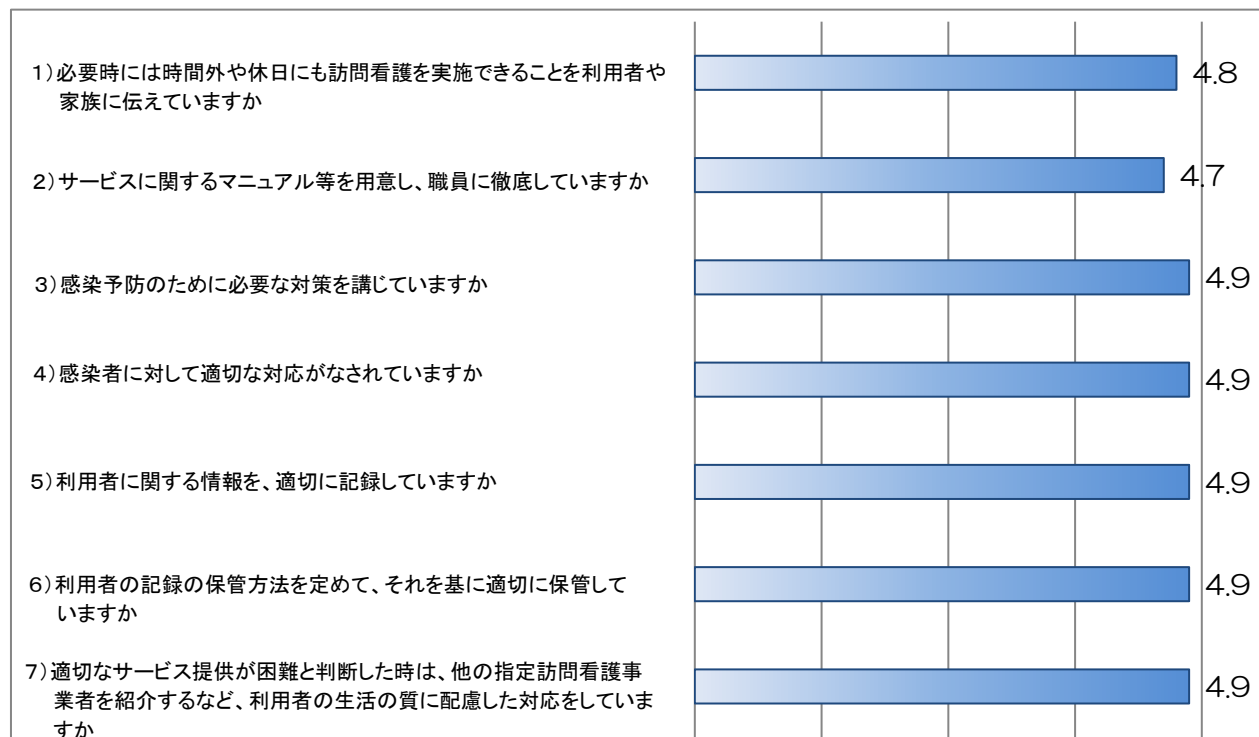 1)必要時には時間外や休日にも訪問看護を実施できることを利用者や
家族に伝えていますか
4.8
2)サービスに関するマニュアル等を用意し、職員に徹底していますか
4.7
3)感染予防のために必要な対策を講じていますか
4.9
4)感染者に対して適切な対応がなされていますか
4.9
5)利用者に関する情報を、適切に記録していますか
4.9
6)利用者の記録の保管方法を定めて、それを基に適切に保管して
いますか
4.9
7)適切なサービス提供が困難と判断した時は、他の指定訪問看護事
業者を紹介するなど、利用者の生活の質に配慮した対応をしていま
すか
4.9